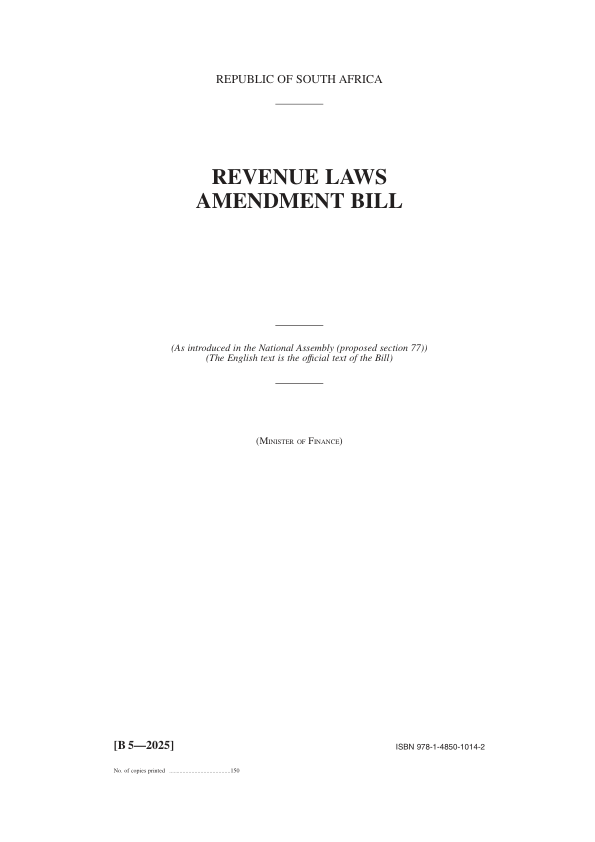 REPUBLIC OF SOUTH AFRICA
REVENUE LAWS
AMENDMENT BILL
(As introduced in the National Assembly (proposed section 77))
(The English text is the official text of the Bill)
(Minister of Finance)
[B 5—2025]
ISBN 978-1-4850-1014-2
No. of copies printed .........................................150